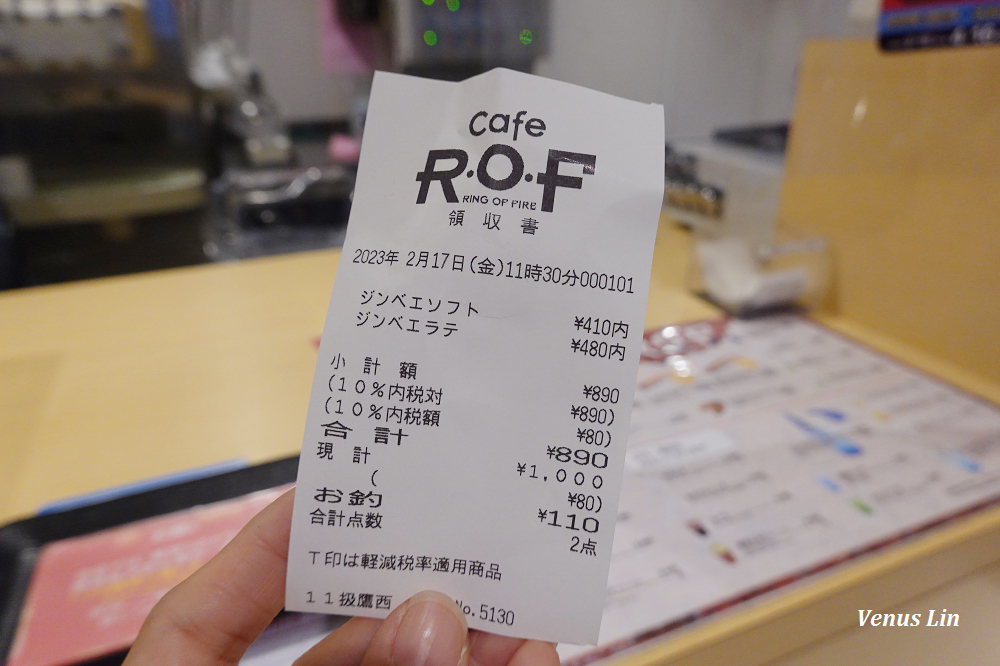 cafe
R·O·F
RING OF FIRE
領 収 書
2023年 2月17日(金)11時30分000101
ジンベエソフト ¥410内
ジンベエラテ ¥480内
小 計 額 ¥890
(10%内税対 ¥890)
(10%内税額 ¥80)
合 計 ¥890
現 計 ¥1,000
( ¥80)
お釣 ¥110
合計点数 2点
T印は軽減税率適用商品
11扱鷹西 No.5130
Venus Lin